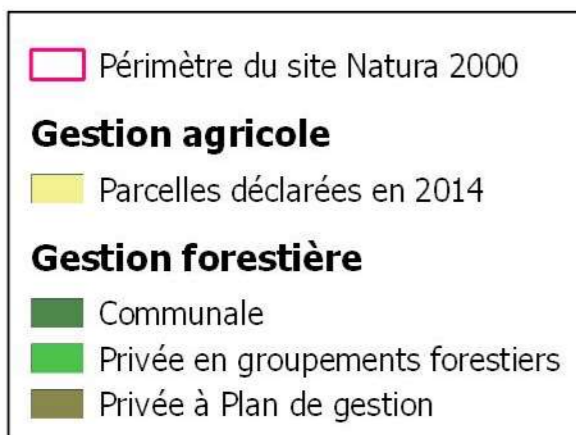 Périmètre du site Natura 2000
Gestion agricole
Parcelles déclarées en 2014
Gestion forestière
Communale
Privée en groupements forestiers
Privée à Plan de gestion